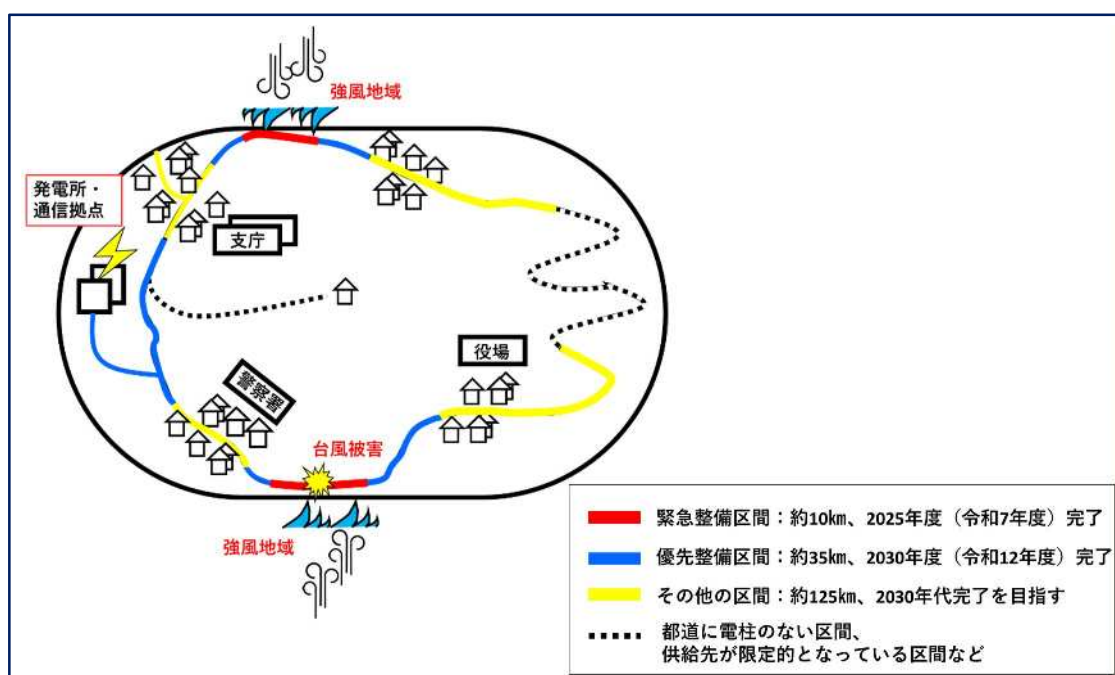 強風地域
発電所・
通信拠点
支庁
役場
警察署
台風被害
強風地域
緊急整備区間：約10㎞、2025年度（令和7年度）完了
優先整備区間：約35㎞、2030年度（令和12年度）完了
その他の区間：約125㎞、2030年代完了を目指す
都道に電柱のない区間、
供給先が限定的となっている区間など